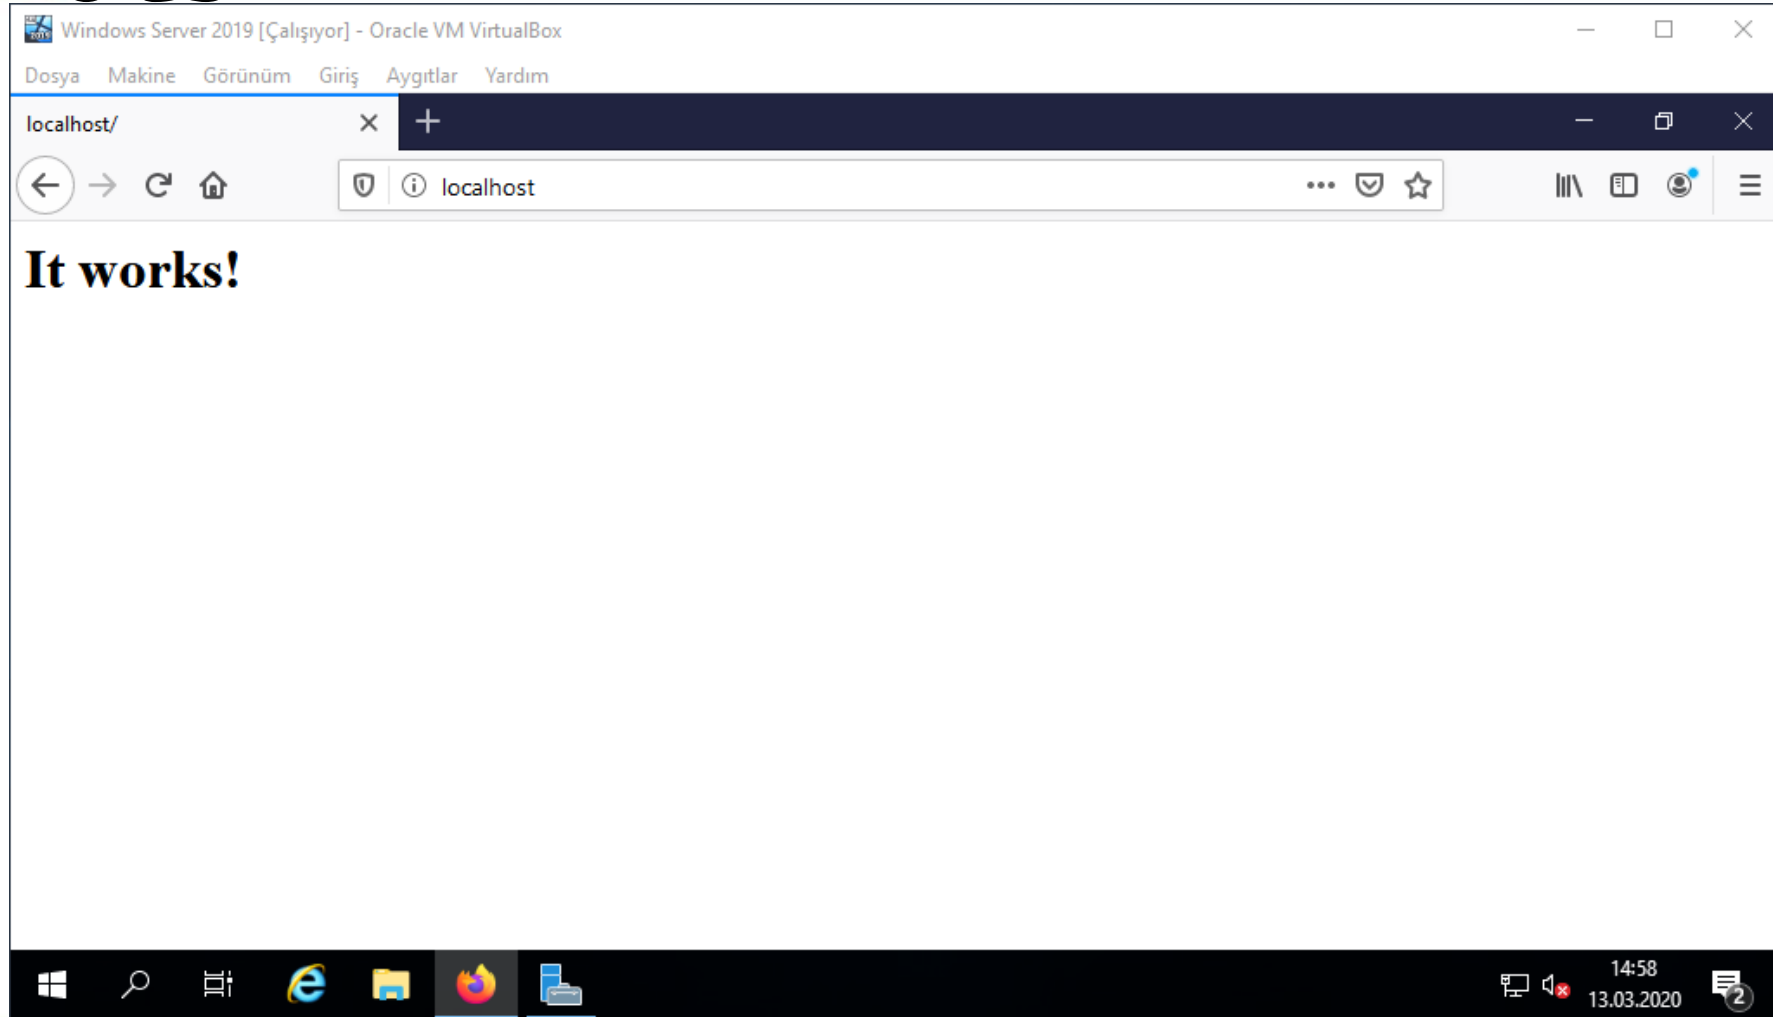 Windows Server 2019 [Çalışıyor] - Oracle VM VirtualBox
Dosya Makine Görünüm Giriş Aygıtlar Yardım
localhost/
localhost
It works!
14:58
13.03.2020
2